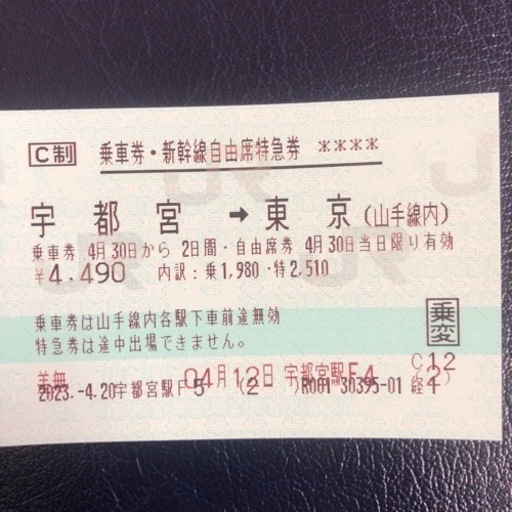 C制 乗車券・新幹線自由席特急券 ****
宇都宮 → 東京(山手線内)
乗車券 4月30日から 2日間・自由席券 4月30日当日限り有効
¥4,490 内訳:乗1,980・特2,510
乗車券は山手線内各駅下車前途無効
特急券は途中出場できません。
乗変
C12
差無 04月13日 宇都宮駅F4 (2)
2023.-4.20宇都宮駅F5 (2 )R001 30395-01 経1